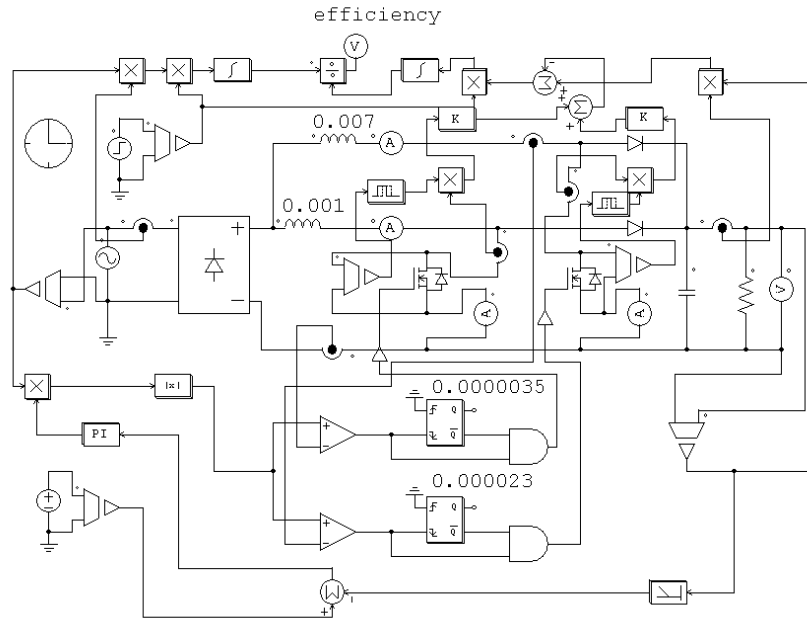 efficiency
V
K
K
0.007
A
0.001
A
A
A
V
|x|
PI
0.0000035
Q
Q
0.000023
Q
Q